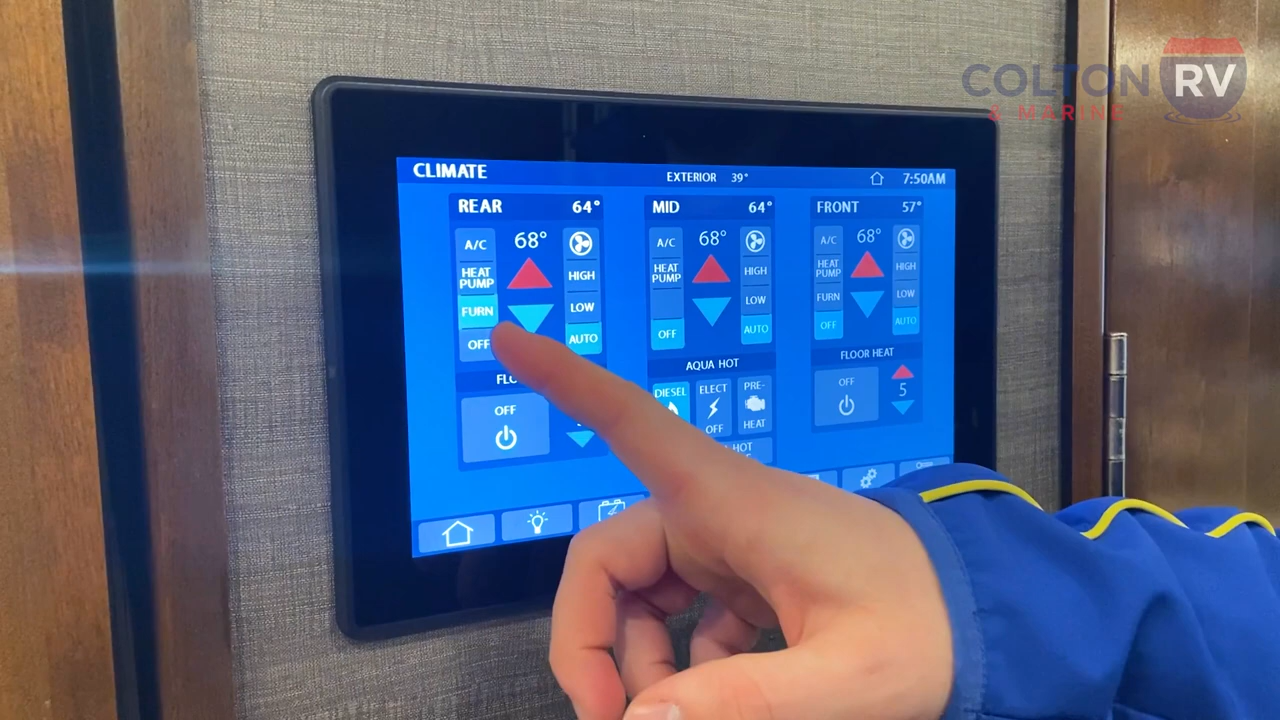 COLTON RV
& MARINE
CLIMATE
EXTERIOR 39°
7:50AM
REAR 64°
A/C
68°
HEAT PUMP
HIGH
FURN
LOW
OFF
AUTO
OFF
MID 64°
A/C
68°
HEAT PUMP
HIGH
LOW
OFF
AUTO
AQUA HOT
DIESEL
ELECT
OFF
PRE-
HEAT
HOT
FRONT 57°
A/C
68°
HEAT PUMP
HIGH
FURN
LOW
OFF
AUTO
FLOOR HEAT
OFF
5